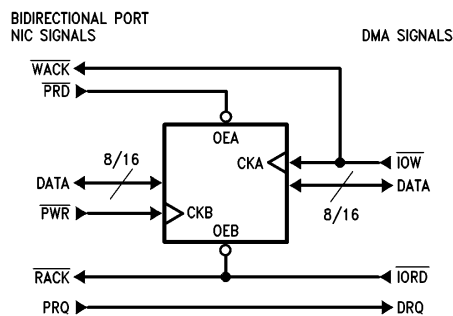 BIDIRECTIONAL PORT
NIC SIGNALS
DMA SIGNALS
WACK
PRD
OEA
8/16
CKA
IOW
DATA
DATA
PWR
CKB
8/16
OEB
RACK
IORD
PRQ
DRQ